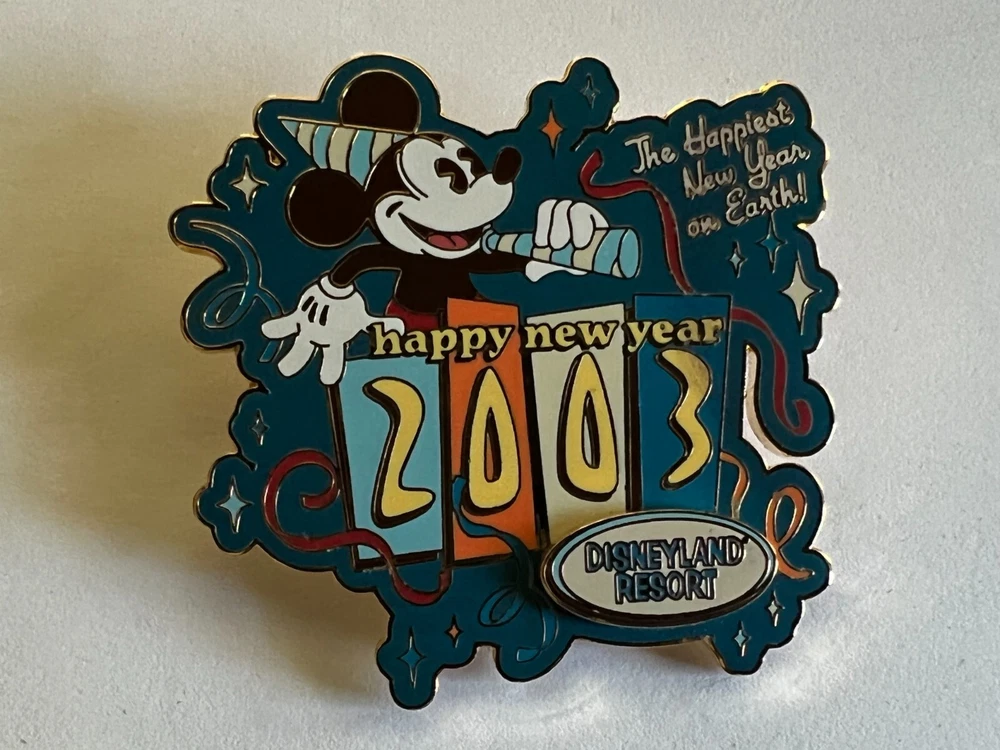 The Happiest
New Year
on Earth!
happy new year
2003
DISNEYLAND
RESORT